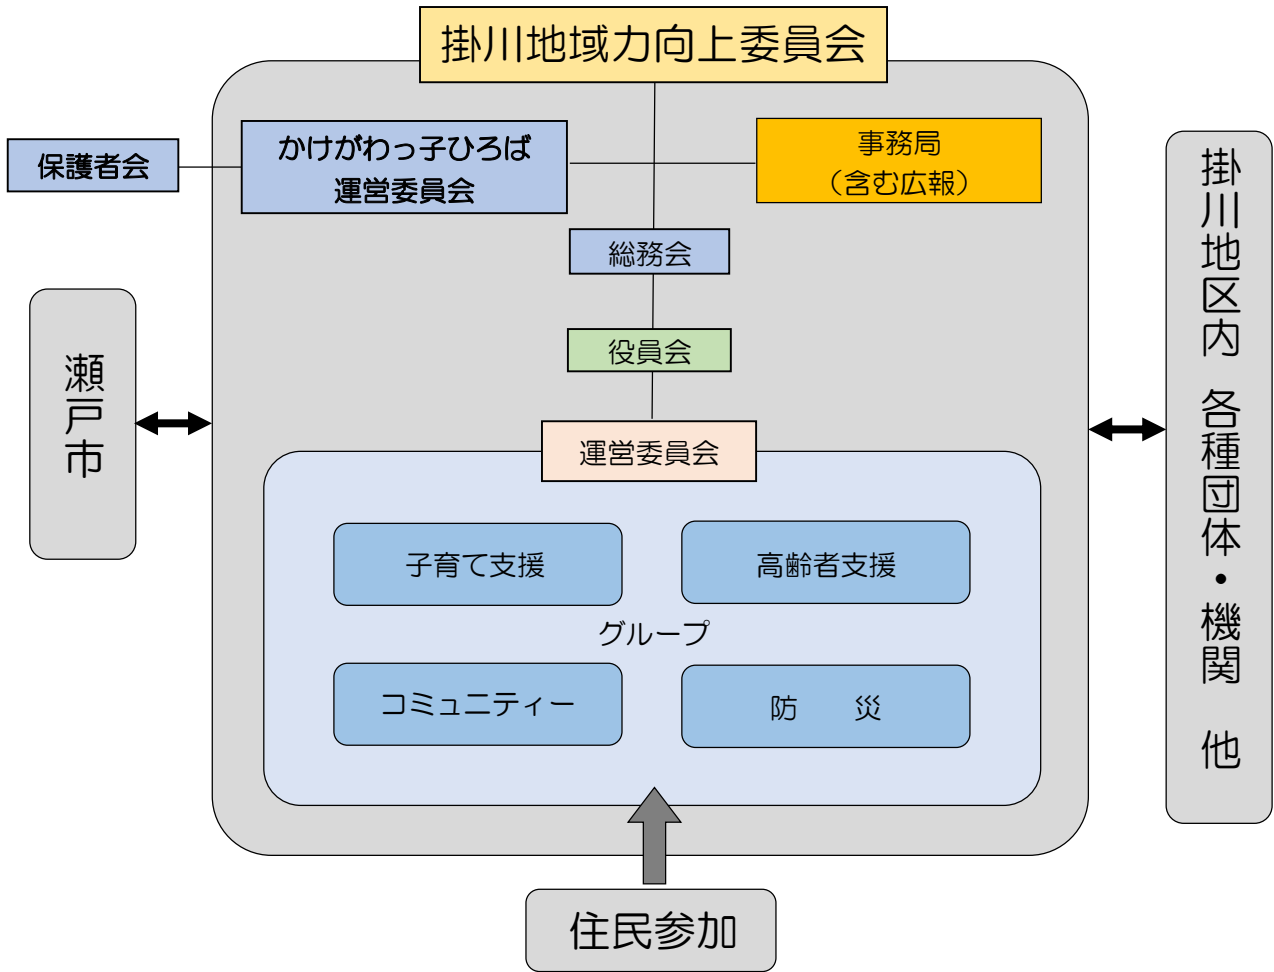 掛川地域力向上委員会
保護者会
かけがわっ子ひろば
運営委員会
事務局
（含む広報）
総務会
役員会
運営委員会
子育て支援
高齢者支援
グループ
コミュニティー
防　　災
住民参加
瀬戸市
掛川地区内　各種団体・機関　他